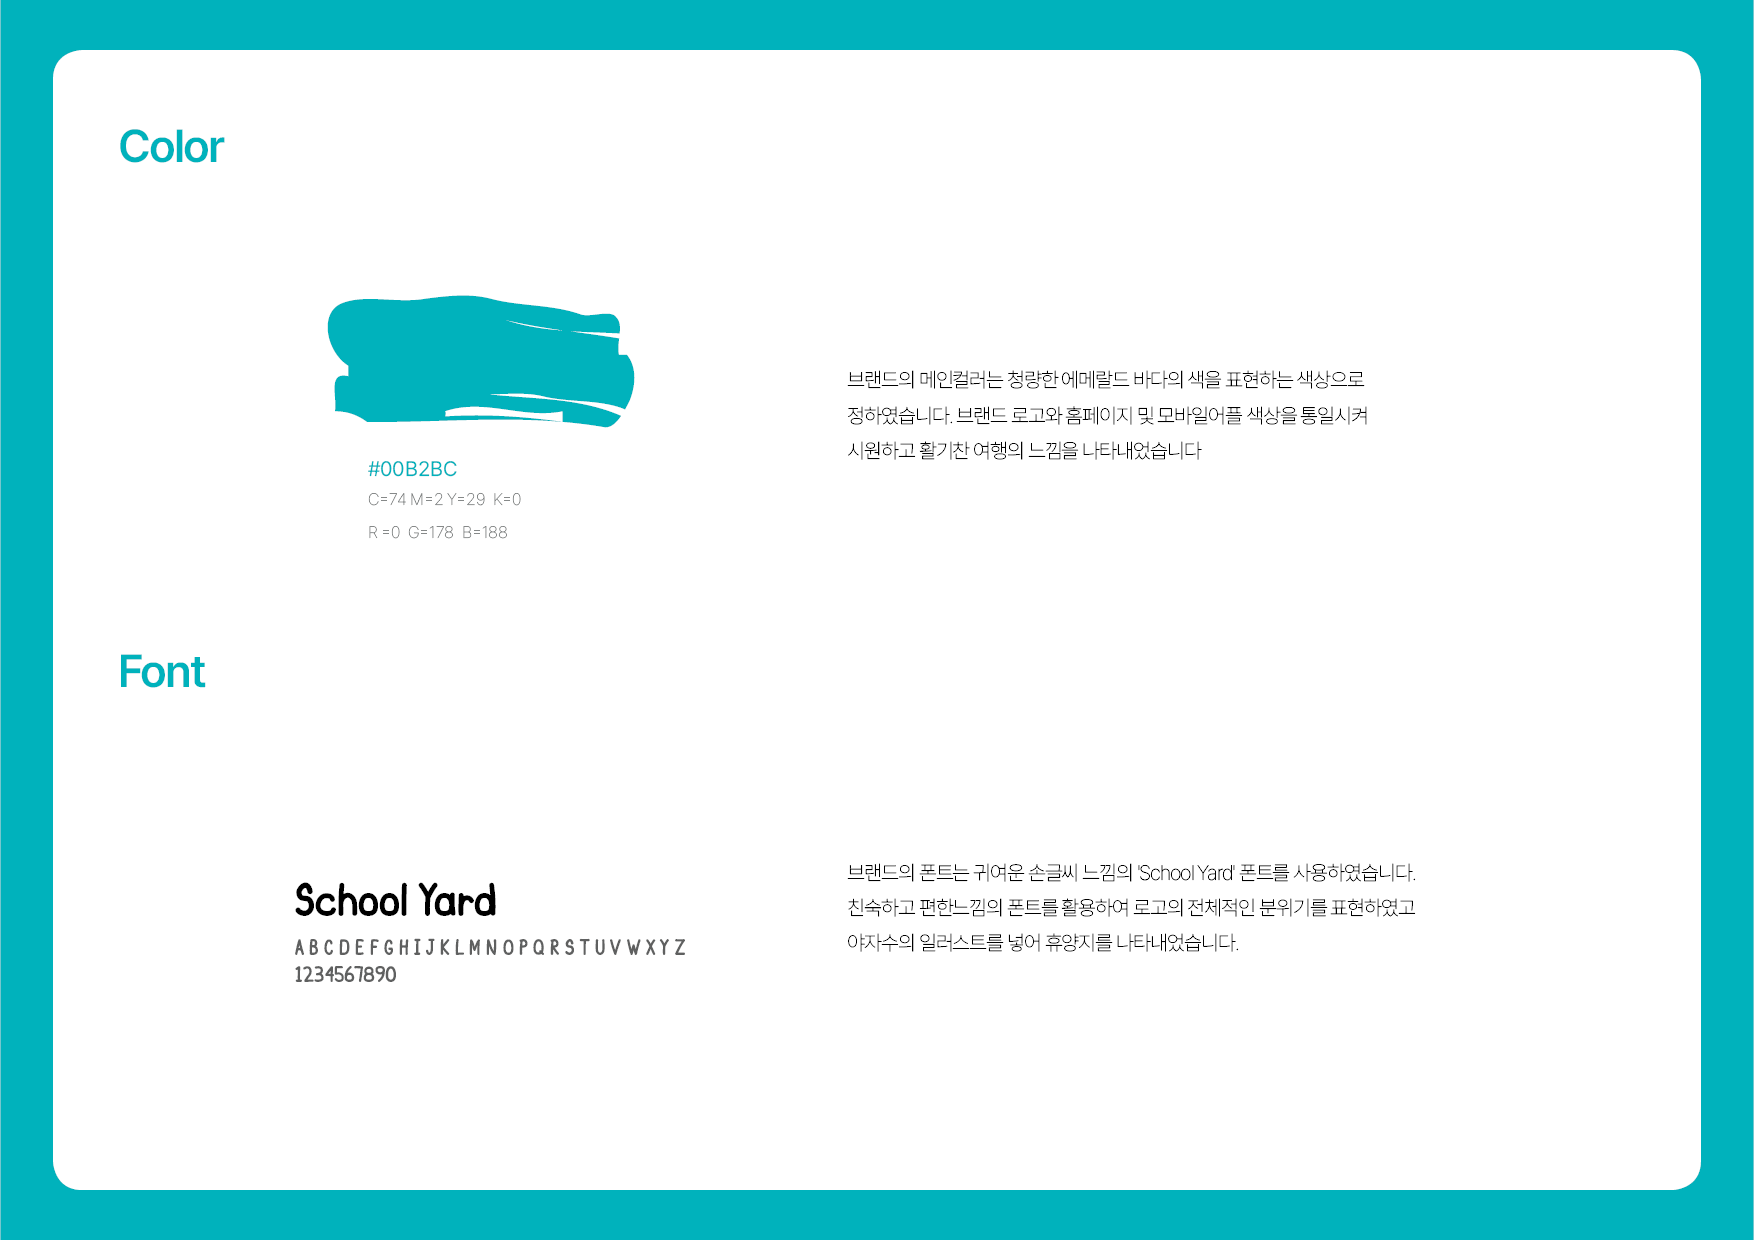 Color
#00B2BC
C=74 M=2 Y=29 K=0
R =0 G=178 B=188
브랜드의 메인컬러는 청량한 에메랄드 바다의 색을 표현하는 색상으로
정하였습니다. 브랜드 로고와 홈페이지 및 모바일어플 색상을 통일시켜
시원하고 활기찬 여행의 느낌을 나타내었습니다
Font
School Yard
A B C D E F G H I J K L M N O P Q R S T U V W X Y Z
1234567890
브랜드의 폰트는 귀여운 손글씨 느낌의 'School Yard' 폰트를 사용하였습니다.
친숙하고 편한느낌의 폰트를 활용하여 로고의 전체적인 분위기를 표현하였고
야자수의 일러스트를 넣어 휴양지를 나타내었습니다.